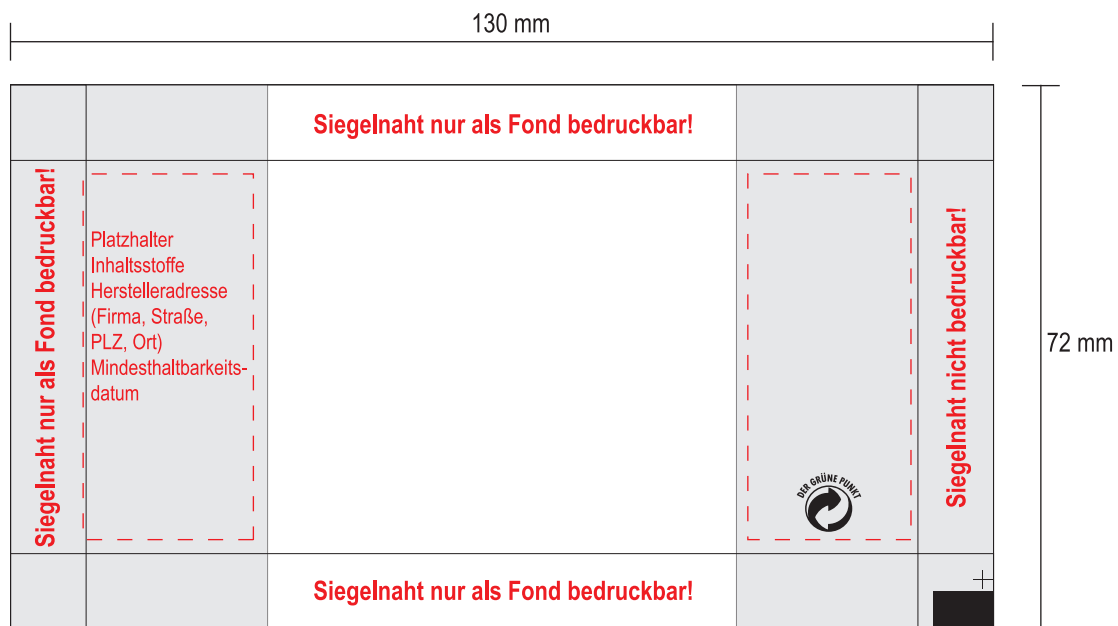 130 mm
Siegelnaht nur als Fond bedruckbar!
Siegelnaht nur als Fond bedruckbar!
Platzhalter
Inhaltsstoffe
Herstelleradresse
(Firma, Straße,
PLZ, Ort)
Mindesthaltbarkeits-
datum
Siegelnaht nicht bedruckbar!
72 mm
DER GRÜNE PUNKT
Siegelnaht nur als Fond bedruckbar!